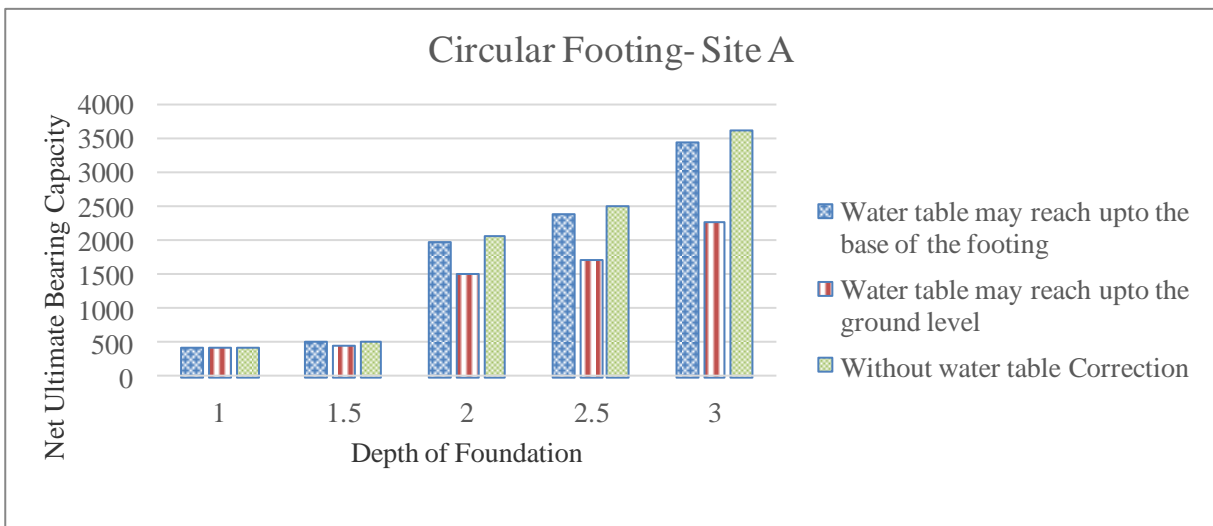 Circular Footing- Site A
Net Ultimate Bearing Capacity
4000
3500
3000
2500
2000
1500
1000
500
0
1 1.5 2 2.5 3
Depth of Foundation
Water table may reach upto the
base of the footing
Water table may reach upto the
ground level
Without water table Correction